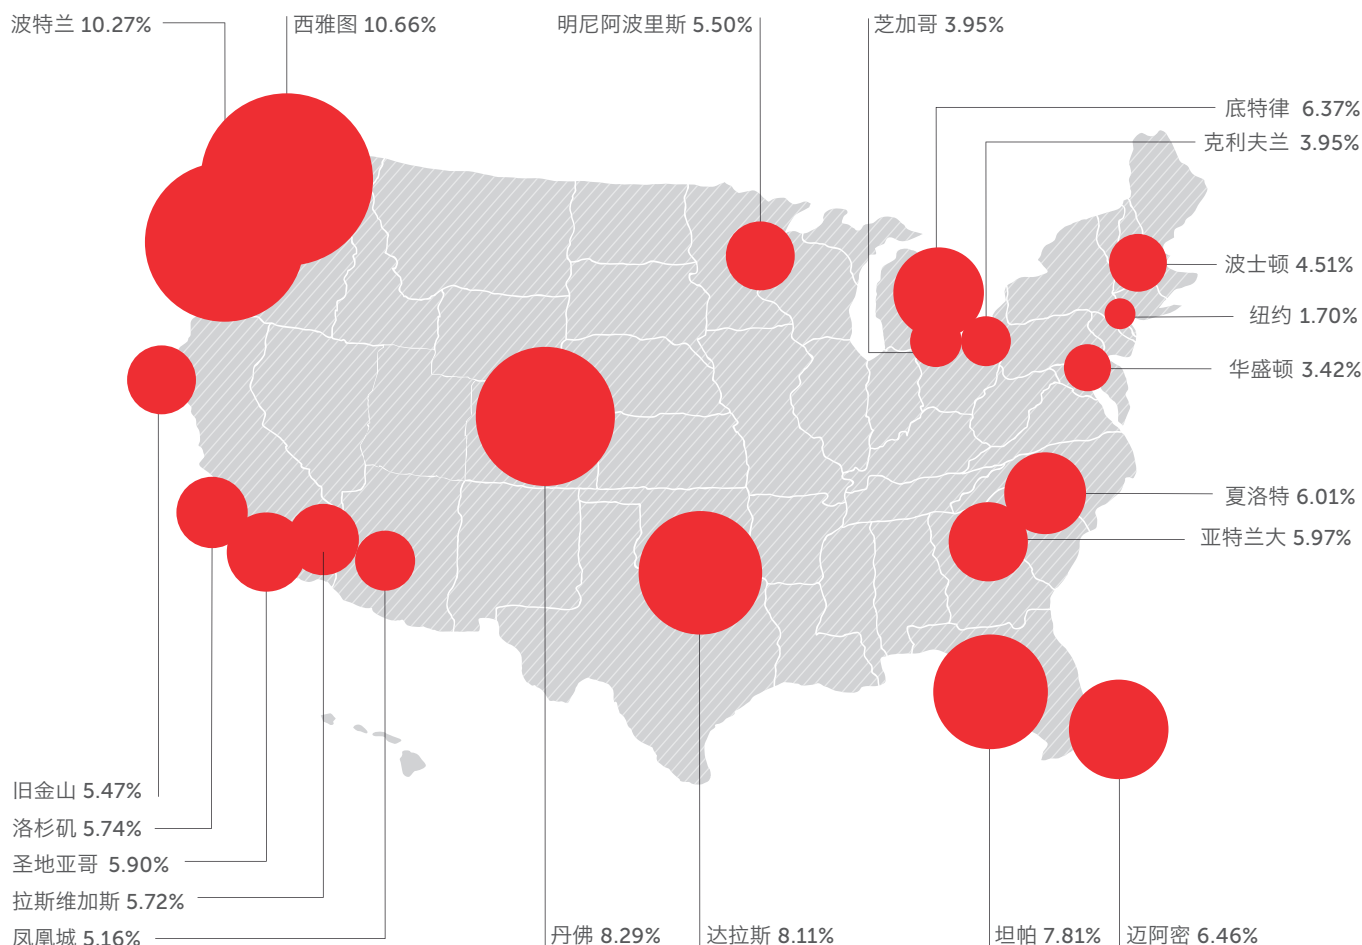 波特兰 10.27%
西雅图 10.66%
明尼阿波里斯 5.50%
芝加哥 3.95%
底特律 6.37%
克利夫兰 3.95%
波士顿 4.51%
纽约 1.70%
华盛顿 3.42%
夏洛特 6.01%
亚特兰大 5.97%
旧金山 5.47%
洛杉矶 5.74%
圣地亚哥 5.90%
拉斯维加斯 5.72%
凤凰城 5.16%
丹佛 8.29%
达拉斯 8.11%
坦帕 7.81%
迈阿密 6.46%